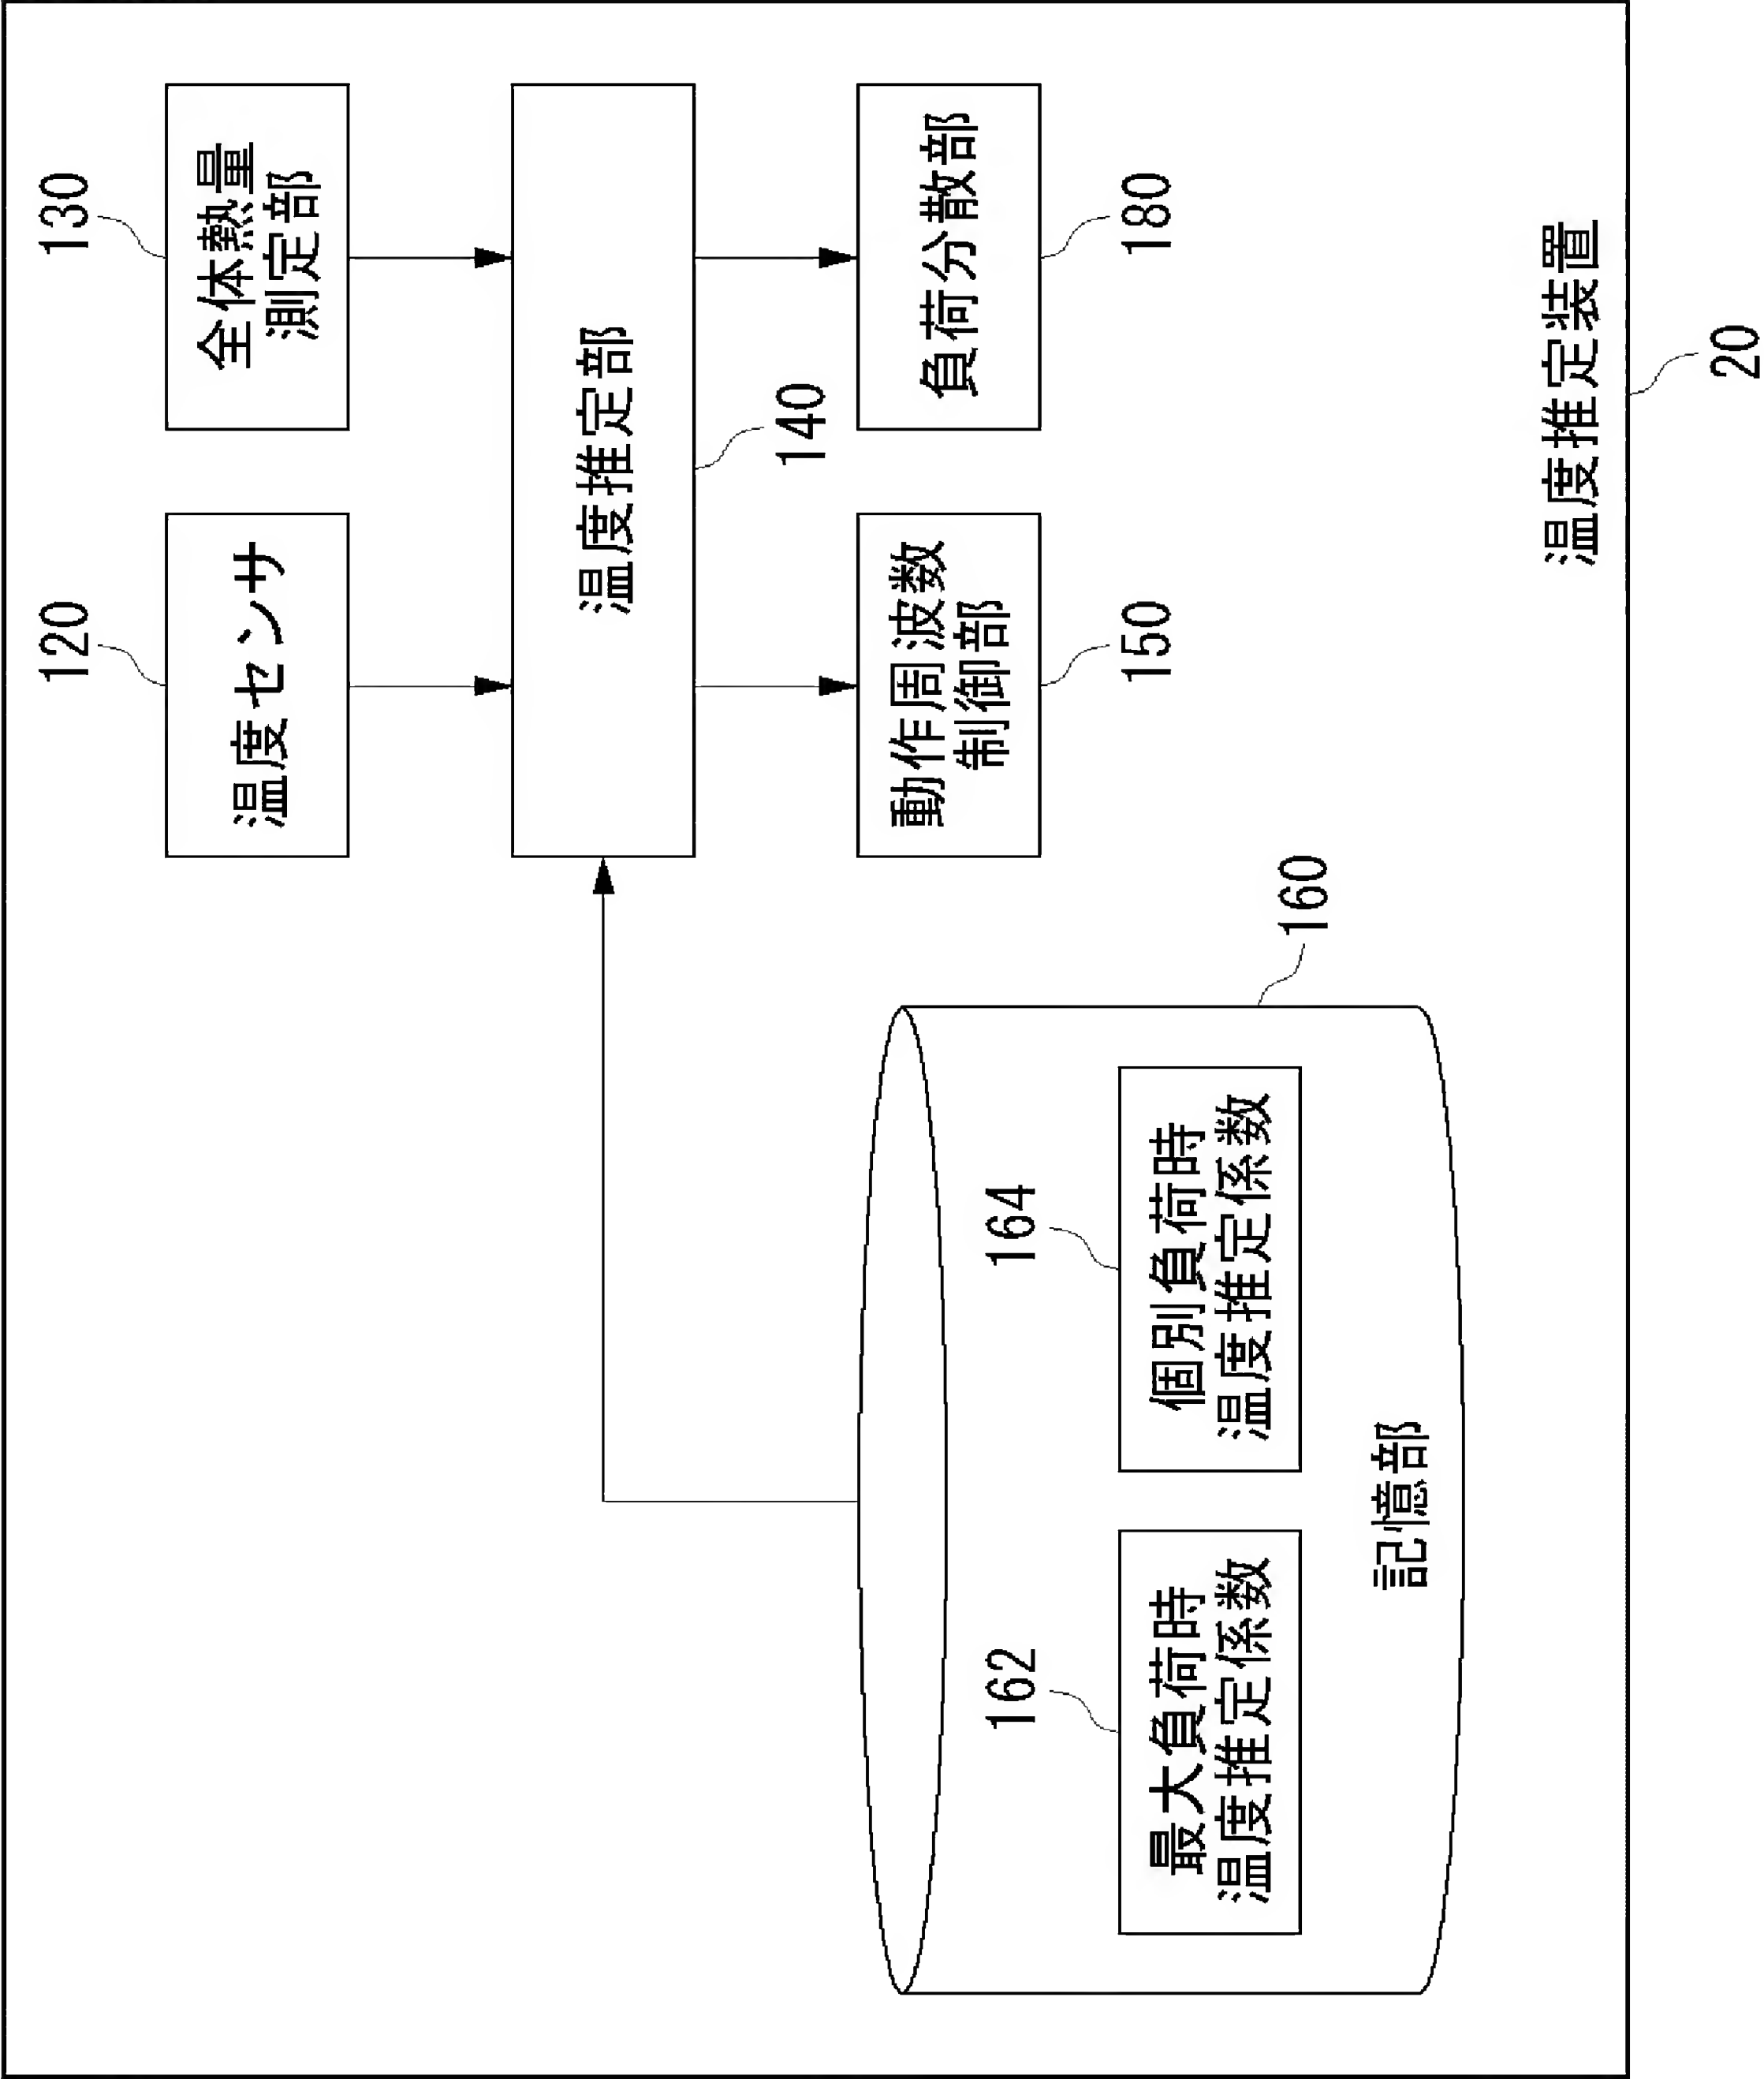 120
130
温度センサ
全体熱量
測定部
温度推定部
140
動作周波数
制御部
負荷分散部
150
180
160
162
164
最大負荷時
温度推定係数
個別負荷時
温度推定係数
記憶部
温度推定装置
20